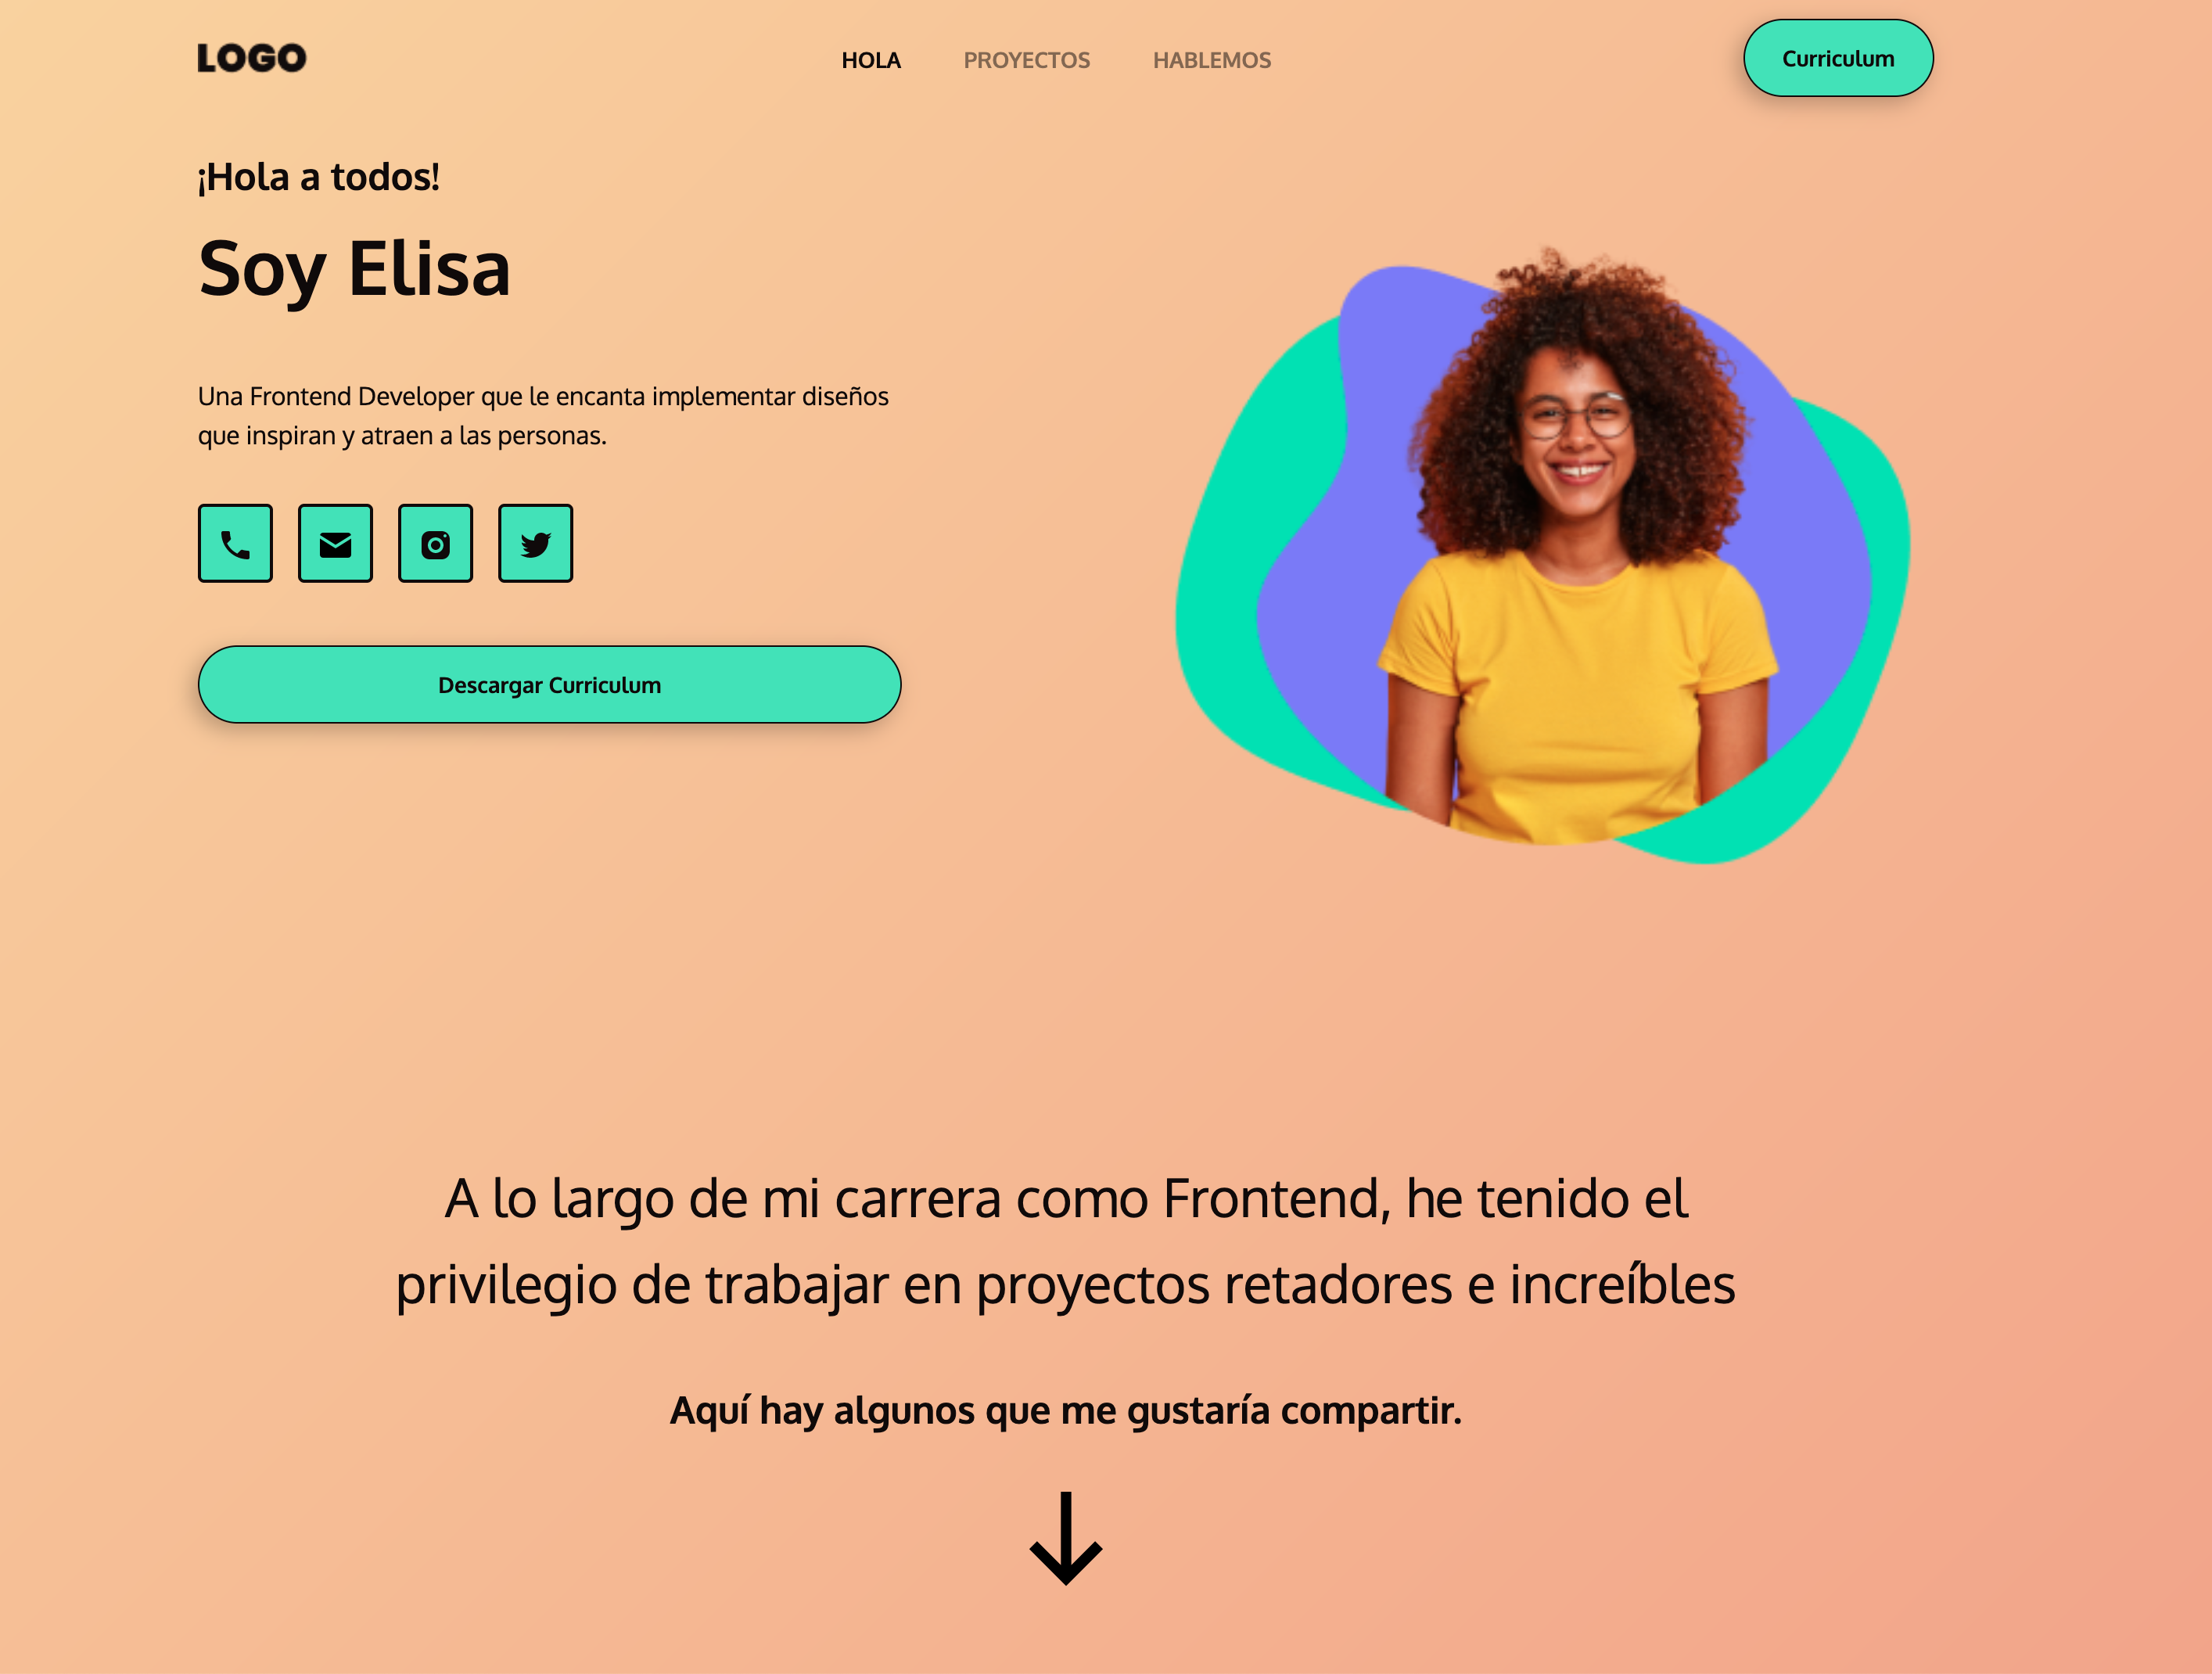 LOGO
HOLA
PROYECTOS
HABLEMOS
Curriculum
¡Hola a todos!
Soy Elisa
Una Frontend Developer que le encanta implementar diseños
que inspiran y atraen a las personas.
Descargar Curriculum
A lo largo de mi carrera como Frontend, he tenido el
privilegio de trabajar en proyectos retadores e increíbles
Aquí hay algunos que me gustaría compartir.